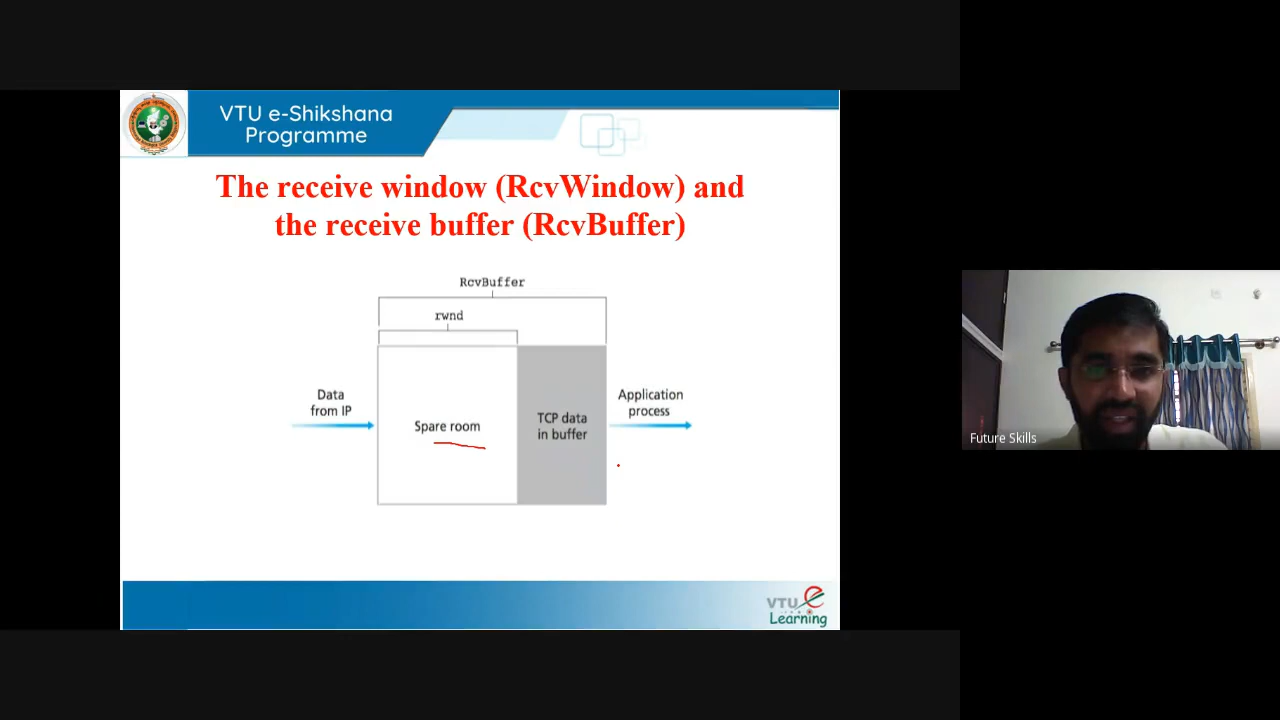 VTU e-Shikshana
Programme
The receive window (RcvWindow) and
the receive buffer (RcvBuffer)
RcvBuffer
rwnd
Data
from IP
Spare room
TCP data
in buffer
Application
process
Future Skills
VTU e
Learning